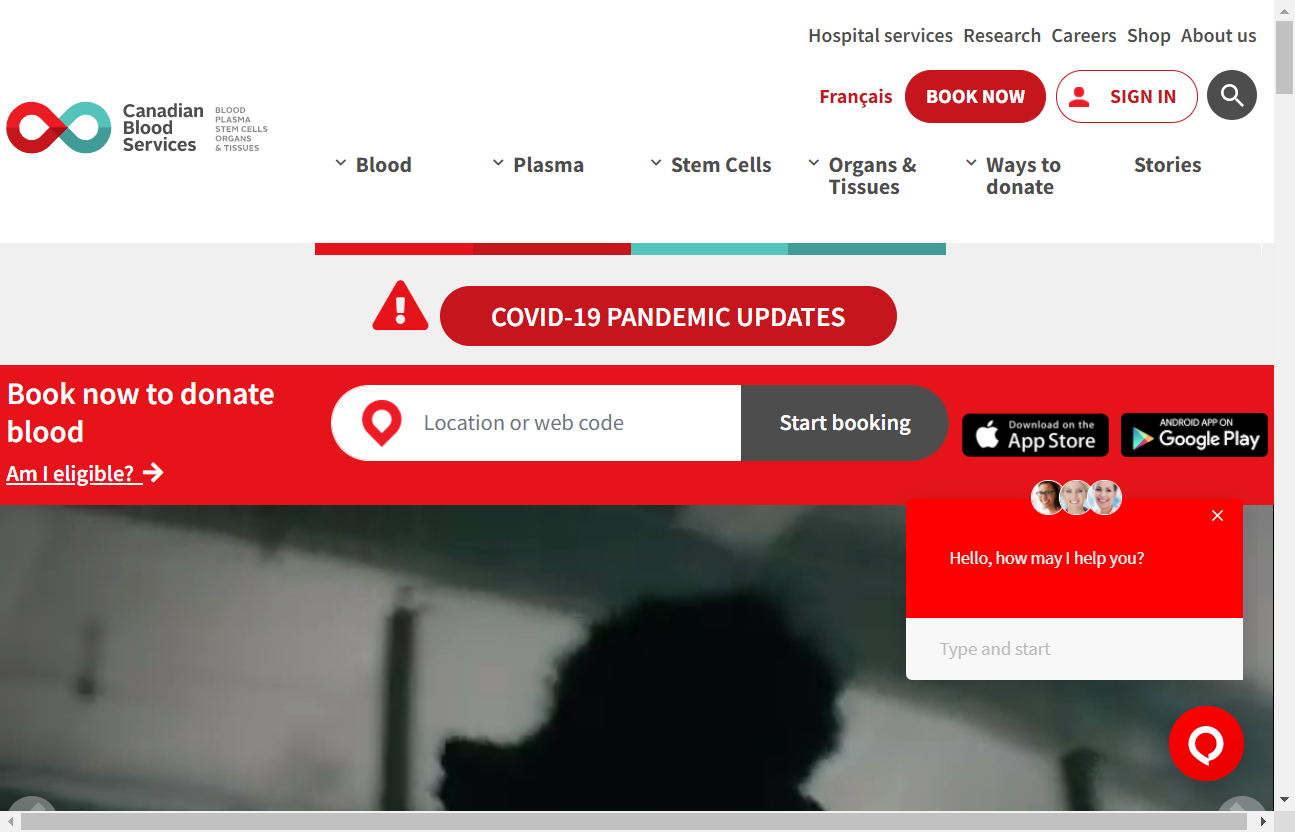 Hospital services Research Careers Shop About us
Français BOOK NOW SIGN IN
Canadian
Blood
Services
BLOOD
PLASMA
STEM CELLS
ORGANS
& TISSUES
Blood
Plasma
Stem Cells
Organs &
Tissues
Ways to
donate
Stories
COVID-19 PANDEMIC UPDATES
Book now to donate
blood
Am I eligible?
Location or web code
Start booking
Download on the
App Store
ANDROID APP ON
Google Play
Hello, how may I help you?
Type and start